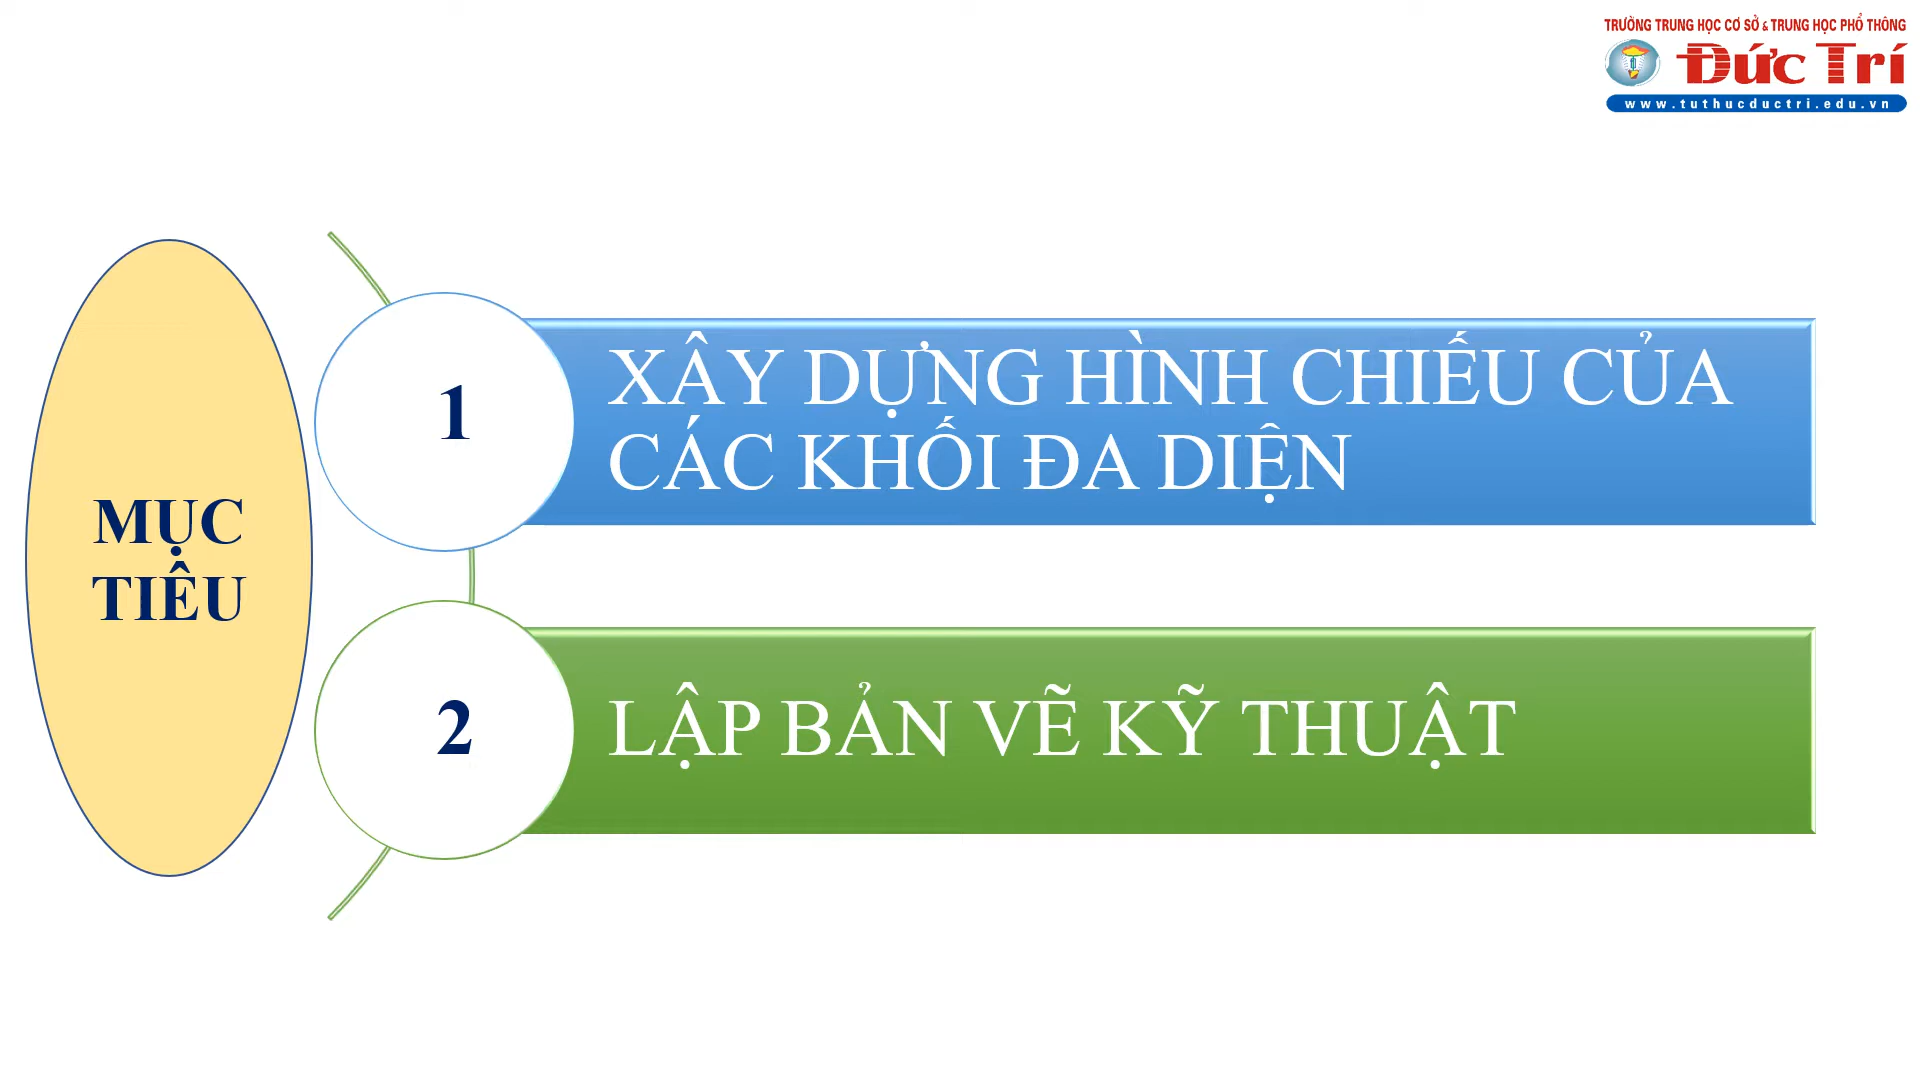 TRƯỜNG TRUNG HỌC CƠ SỞ & TRUNG HỌC PHỔ THÔNG
Đức Trí
www.tuthucductri.edu.vn
MỤC
TIÊU
1
XÂY DỰNG HÌNH CHIẾU CỦA
CÁC KHỐI ĐA DIỆN
2
LẬP BẢN VẼ KỸ THUẬT